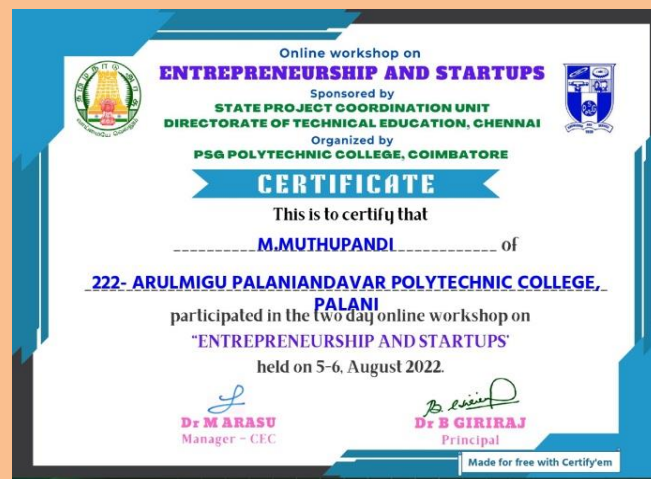 Online workshop on
ENTREPRENEURSHIP AND STARTUPS
Sponsored by
STATE PROJECT COORDINATION UNIT
DIRECTORATE OF TECHNICAL EDUCATION, CHENNAI
Organized by
PSG POLYTECHNIC COLLEGE, COIMBATORE
CERTIFICATE
This is to certify that
M.MUTHUPANDI of
222- ARULMIGU PALANIANDAVAR POLYTECHNIC COLLEGE,
PALANI
participated in the two day online workshop on
"ENTREPRENEURSHIP AND STARTUPS'
held on 5-6, August 2022.
Dr M ARASU
Manager - CEC
Dr B GIRIRAJ
Principal
Made for free with Certify'em